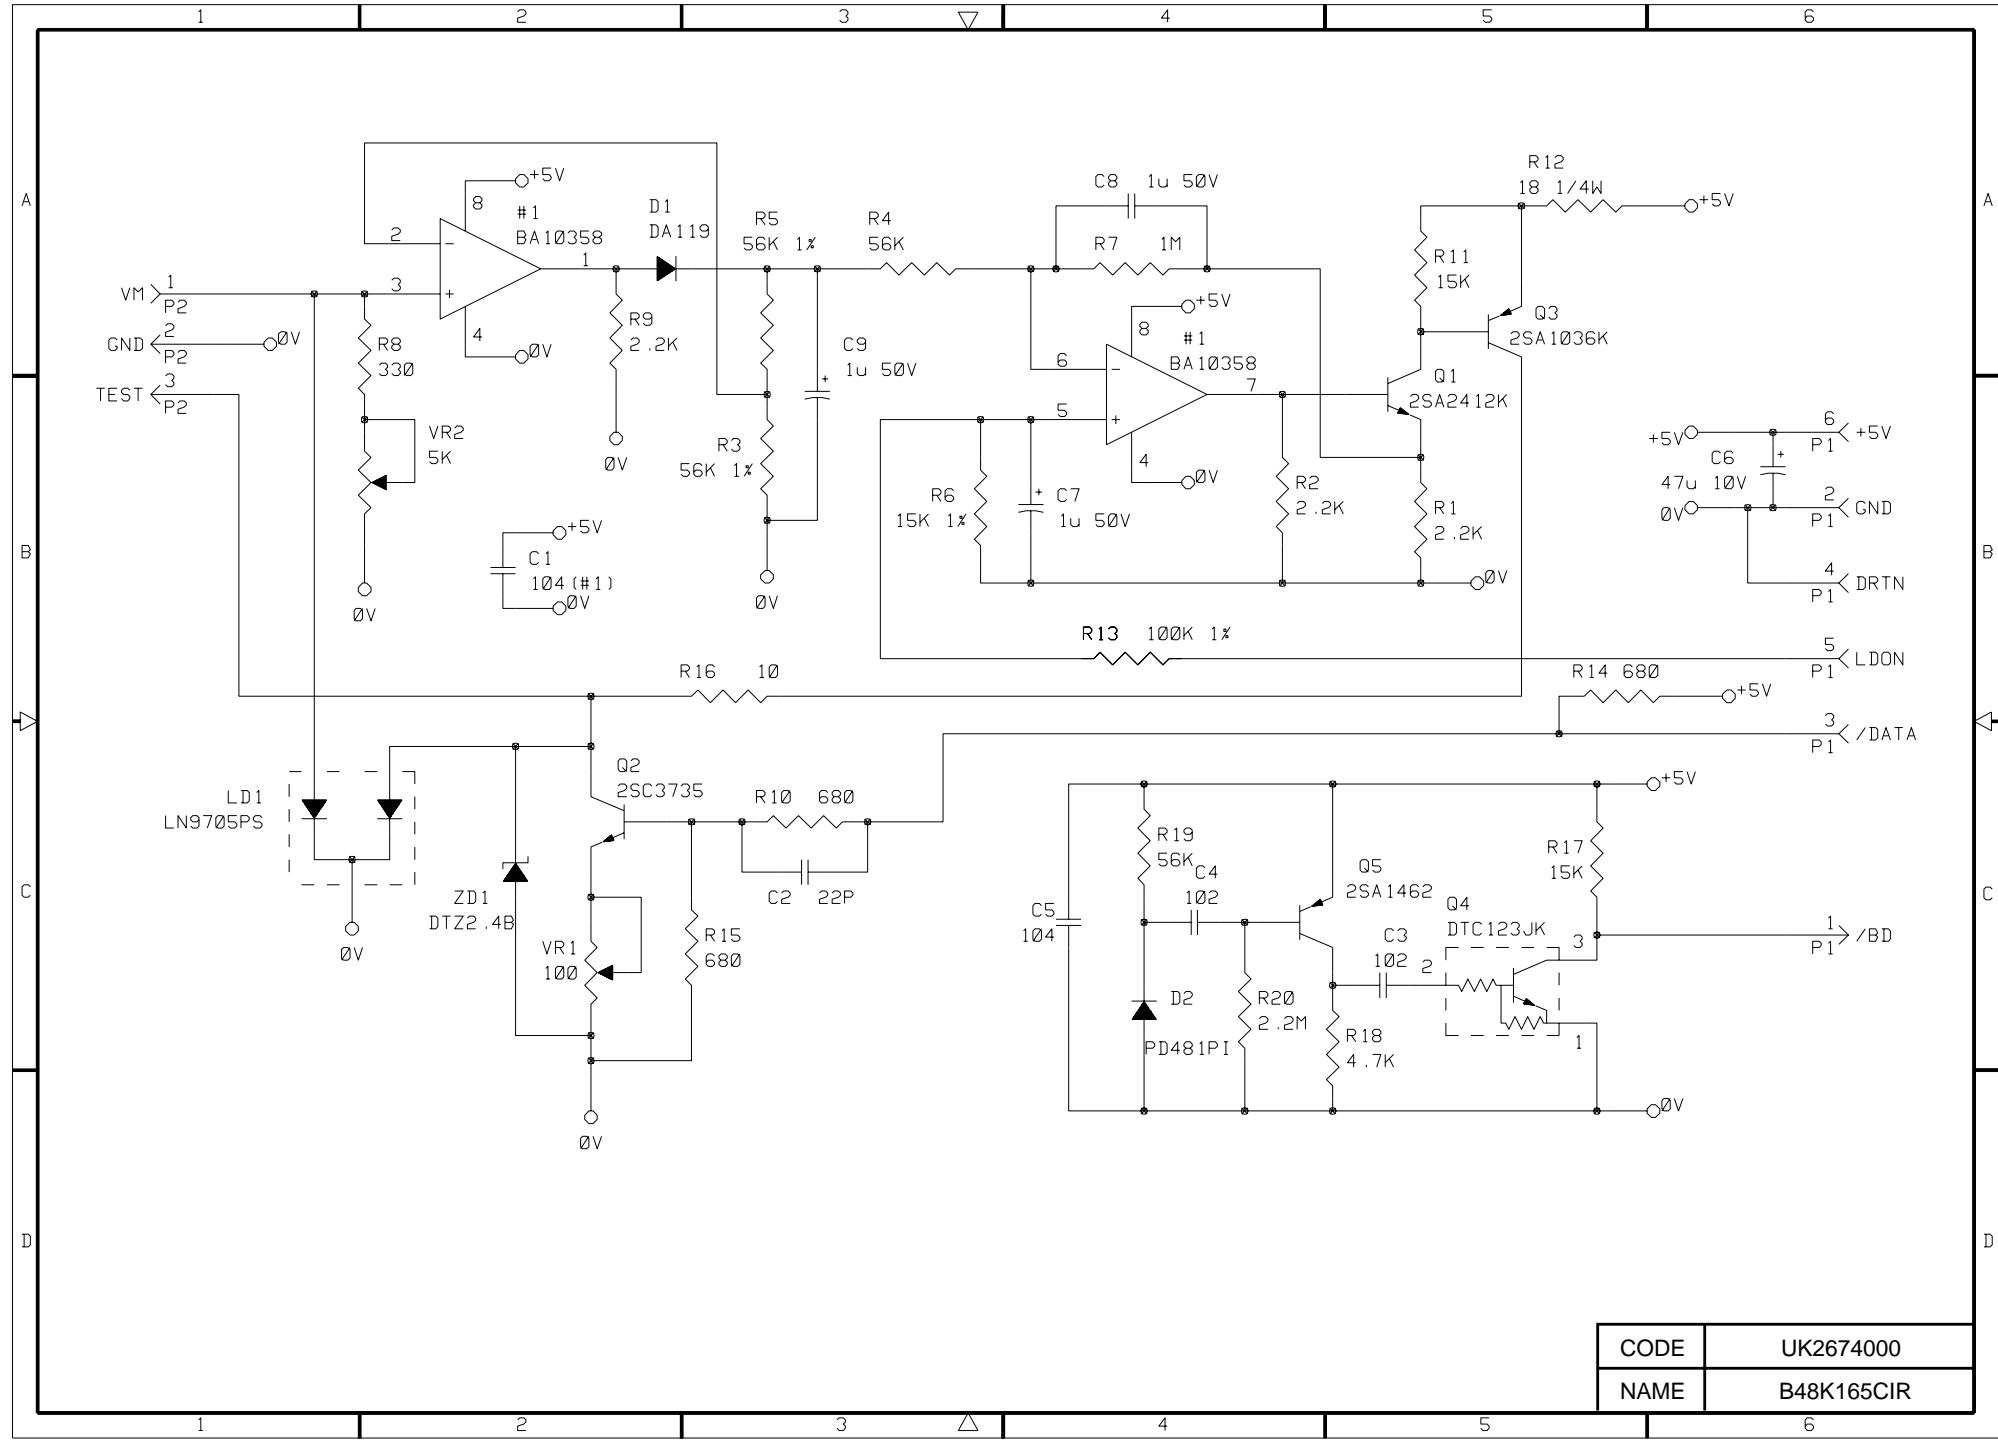 1 2 3 4 5 6
A A
B B
C C
D D
VM 1 P2
GND 2 P2 0V
TEST 3 P2
R8 330
VR2 5K
0V
2
3
8 +5V
#1
BA10358
1
4 0V
D1
DA119
R9
2.2K
0V
C1
104(#1)
+5V
0V
R5
56K 1%
R3
56K 1%
C9
1u 50V
0V
R4
56K
C8 1u 50V
R7 1M
8 +5V
#1
BA10358
6
5
7
4 0V
R6
15K 1%
C7
1u 50V
R2
2.2K
R1
2.2K
0V
Q1
2SA2412K
R11
15K
R12
18 1/4W
+5V
Q3
2SA1036K
+5V
C6
47u 10V
0V
6 P1 +5V
2 P1 GND
4 P1 DRTN
R13 100K 1%
5 P1 LDON
R16 10
R14 680
+5V
3 P1 /DATA
LD1
LN9705PS
0V
ZD1
DTZ2.4B
Q2
2SC3735
VR1
100
0V
R10 680
C2 22P
R15
680
C5
104
R19
56K
C4
102
D2
PD481PI
R20
2.2M
Q5
2SA1462
R18
4.7K
C3
102
2
Q4
DTC123JK
3
1
R17
15K
+5V
0V
1 P1 /BD
CODE UK2674000
NAME B48K165CIR
1 2 3 4 5 6